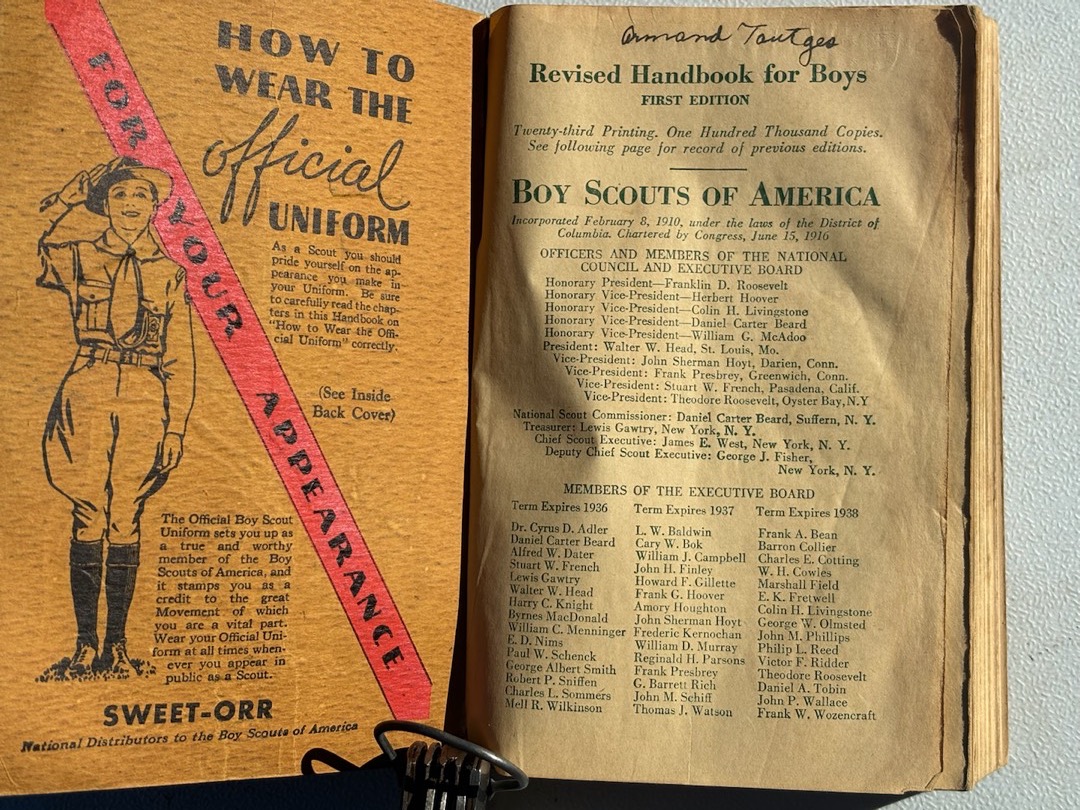 HOW TO
WEAR THE
official
UNIFORM
FOR YOUR APPEARANCE
As a Scout you should
pride yourself on the ap-
pearance you make in
your Uniform. Be sure
to carefully read the chap-
ters in this Handbook on
"How to Wear the Offi-
cial Uniform" correctly.
(See Inside
Back Cover)
The Official Boy Scout
Uniform sets you up as
a true and worthy
member of the Boy
Scouts of America, and
it stamps you as a
credit to the great
Movement of which
you are a vital part.
Wear your Official Uni-
form at all times when-
ever you appear in
public as a Scout.
SWEET-ORR
National Distributors to the Boy Scouts of America
Armand Tautges
Revised Handbook for Boys
FIRST EDITION
Twenty-third Printing. One Hundred Thousand Copies.
See following page for record of previous editions.
BOY SCOUTS OF AMERICA
Incorporated February 8, 1910, under the laws of the District of
Columbia. Chartered by Congress, June 15, 1916
OFFICERS AND MEMBERS OF THE NATIONAL
COUNCIL AND EXECUTIVE BOARD
Honorary President—Franklin D. Roosevelt
Honorary Vice-President—Herbert Hoover
Honorary Vice-President—Colin H. Livingstone
Honorary Vice-President—Daniel Carter Beard
Honorary Vice-President—William G. McAdoo
President: Walter W. Head, St. Louis, Mo.
Vice-President: John Sherman Hoyt, Darien, Conn.
Vice-President: Frank Presbrey, Greenwich, Conn.
Vice-President: Stuart W. French, Pasadena, Calif.
Vice-President: Theodore Roosevelt, Oyster Bay, N.Y
National Scout Commissioner: Daniel Carter Beard, Suffern, N. Y.
Treasurer: Lewis Gawtry, New York, N. Y.
Chief Scout Executive: James E. West, New York, N. Y.
Deputy Chief Scout Executive: George J. Fisher,
New York, N. Y.
MEMBERS OF THE EXECUTIVE BOARD
Term Expires 1936
Dr. Cyrus D. Adler
Daniel Carter Beard
Alfred W. Dater
Stuart W. French
Lewis Gawtry
Walter W. Head
Harry C. Knight
Byrnes MacDonald
William C. Menninger
E. D. Nims
Paul W. Schenck
George Albert Smith
Robert P. Sniffen
Charles L. Sommers
Mell R. Wilkinson
Term Expires 1937
L. W. Baldwin
Cary W. Bok
William J. Campbell
John H. Finley
Howard F. Gillette
Frank G. Hoover
Amory Houghton
John Sherman Hoyt
Frederic Kernochan
William D. Murray
Reginald H. Parsons
Frank Presbrey
G. Barrett Rich
John M. Schiff
Thomas J. Watson
Term Expires 1938
Frank A. Bean
Barron Collier
Charles E. Cotting
W. H. Cowles
Marshall Field
E. K. Fretwell
Colin H. Livingstone
George W. Olmsted
John M. Phillips
Philip L. Reed
Victor F. Ridder
Theodore Roosevelt
Daniel A. Tobin
John P. Wallace
Frank W. Wozencraft